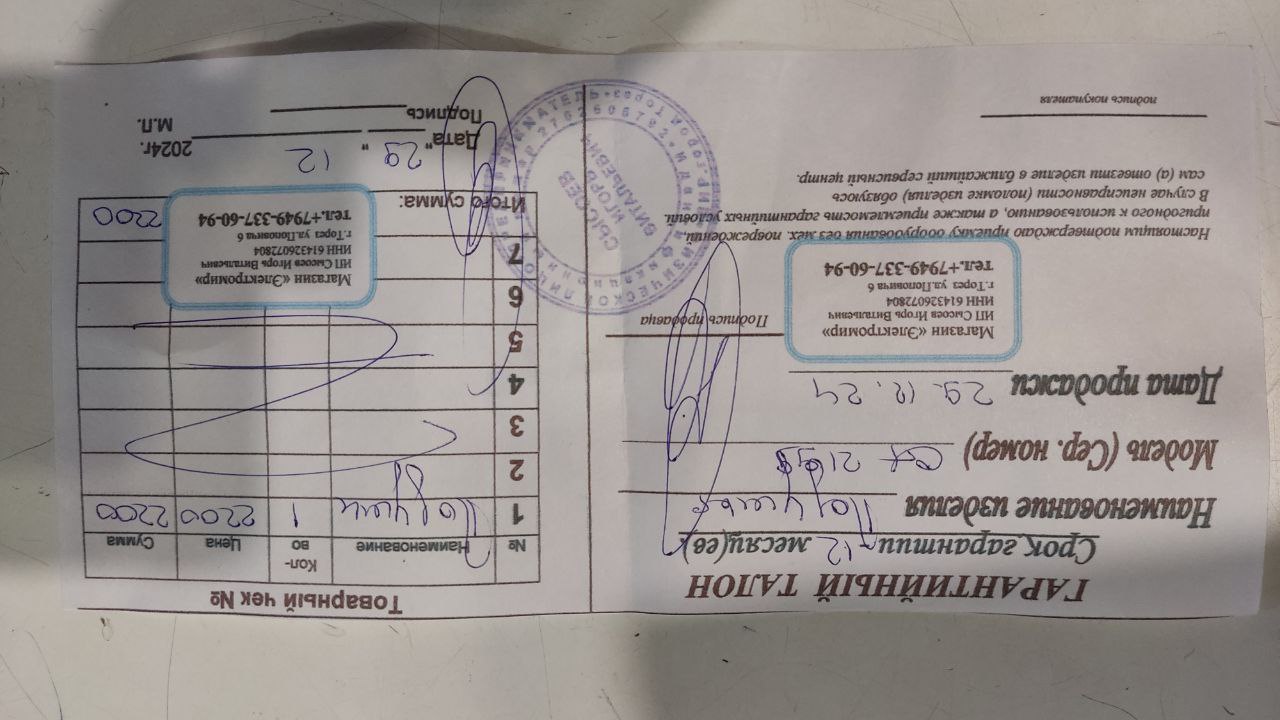 ГАРАНТИЙНЫЙ ТАЛОН
Срок гарантии 12 месяц(ев)
Наименование изделия
Модель (Сер. номер)
Дата продажи 29.12.24
Магазин «Электромир»
ИП Сысоев Игорь Витальевич
ИНН 614326072804
г.Торез ул.Поповича 6
тел.+7949-337-60-94
Подпись продавца
Настоящим подтверждаю приемку оборудования без мех. повреждений,
пригодного к использованию, а также приемлемость гарантийных условий.
В случае неисправности (поломке изделия) обязуюсь
сам (а) отвезти изделие в ближайший сервисный центр.
подпись покупателя
Товарный чек №
№ Наименование Кол-во Цена Сумма
1 1 2200 2200
2
3
4
5
6
7
Итого сумма: 2200
Магазин «Электромир»
ИП Сысоев Игорь Витальевич
ИНН 614326072804
г.Торез ул.Поповича 6
тел.+7949-337-60-94
Дата "29" 12 2024г.
Подпись М.П.
СЫСОЕВ
ИГОРЬ
ВИТАЛЬЕВИЧ